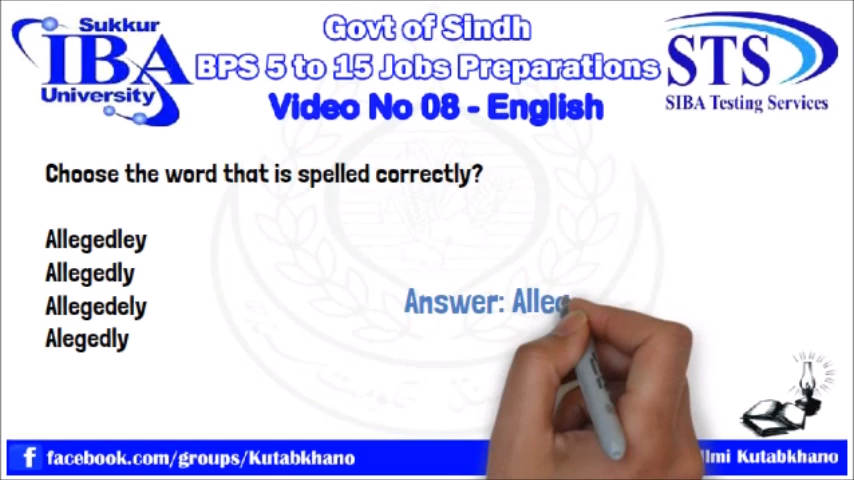 Sukkur
IBA
University
Govt of Sindh
BPS 5 to 15 Jobs Preparations
Video No 08 - English
STS
SIBA Testing Services
Choose the word that is spelled correctly?
Allegedley
Allegedly
Allegedely
Alegedly
Answer: Alleg
f facebook.com/groups/Kutabkhano
Ilmi Kutabkhano